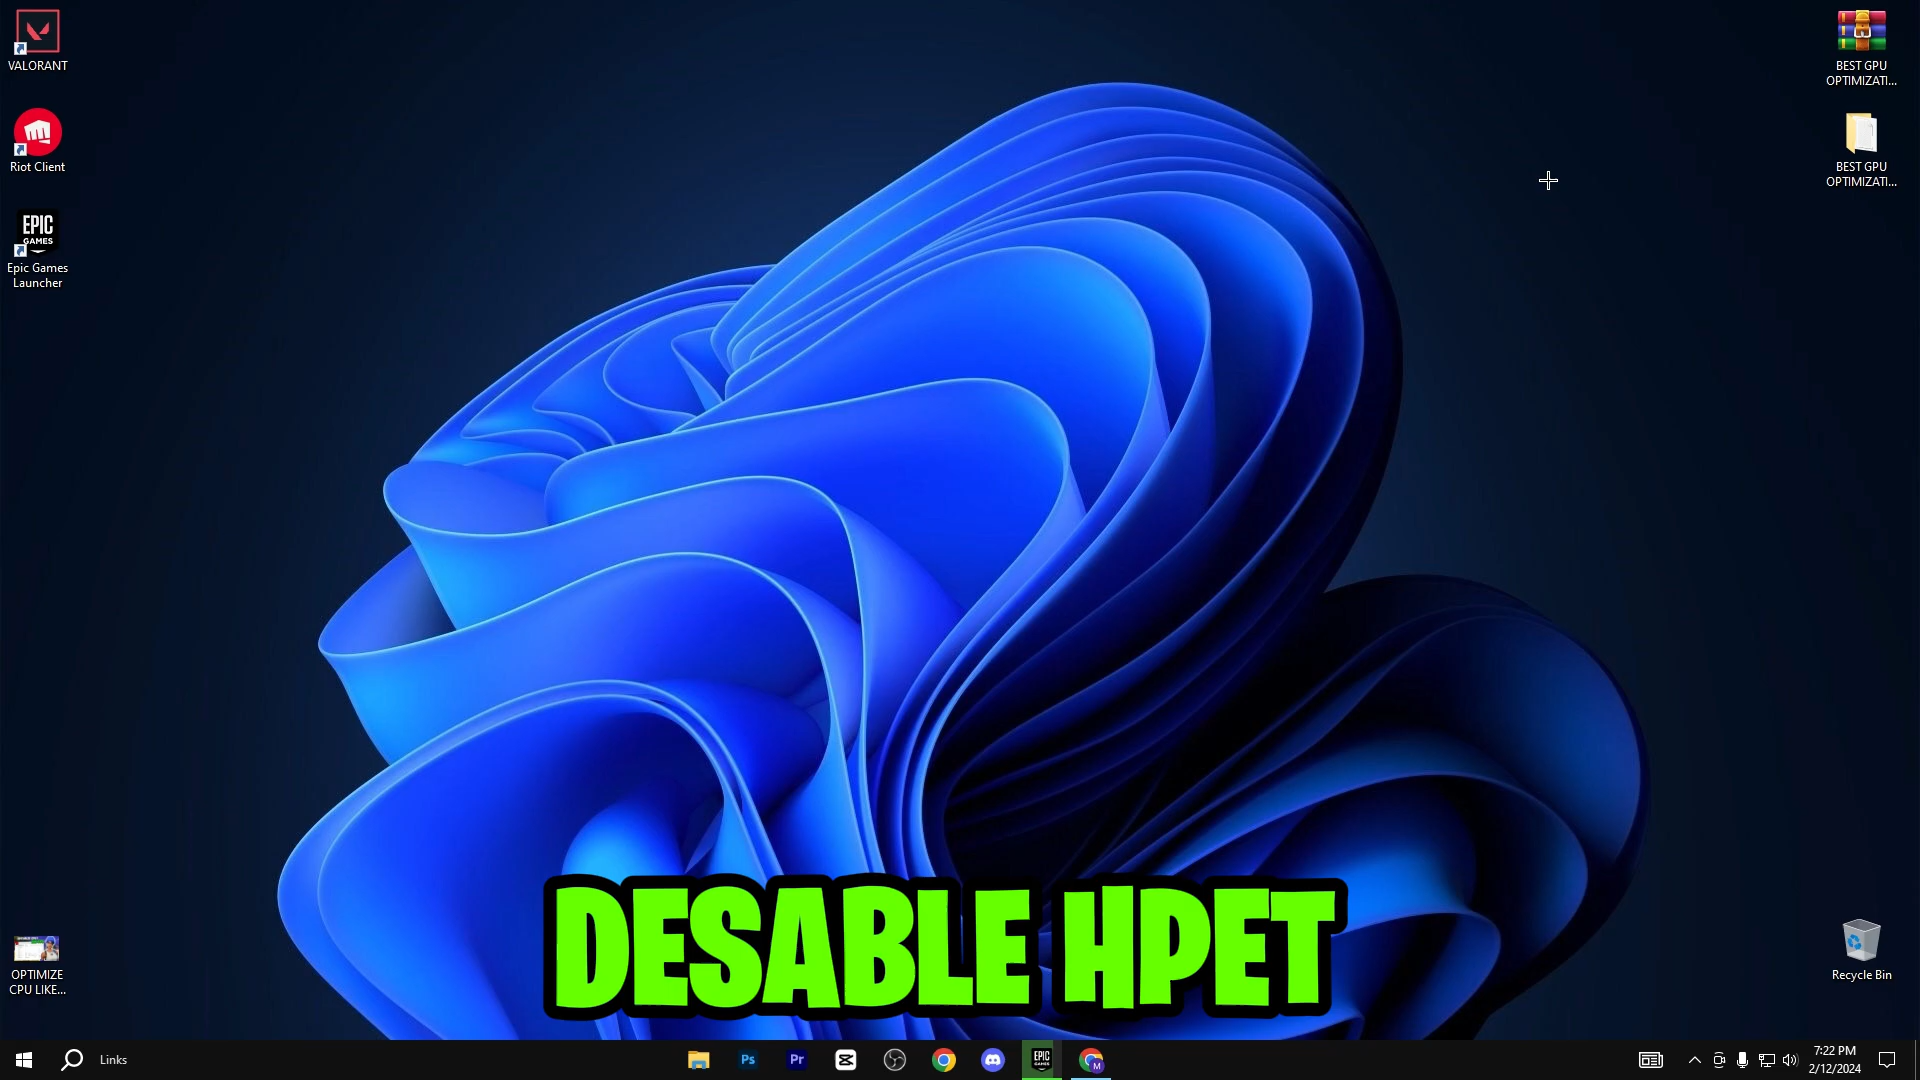 VALORANT
Riot Client
EPIC
GAMES
Epic Games
Launcher
BEST GPU
OPTIMIZATI...
BEST GPU
OPTIMIZATI...
OPTIMIZE
CPU LIKE...
Recycle Bin
DESABLE HPET
Links
Ps
Pr
EPIC
GAMES
M
7:22 PM
2/12/2024